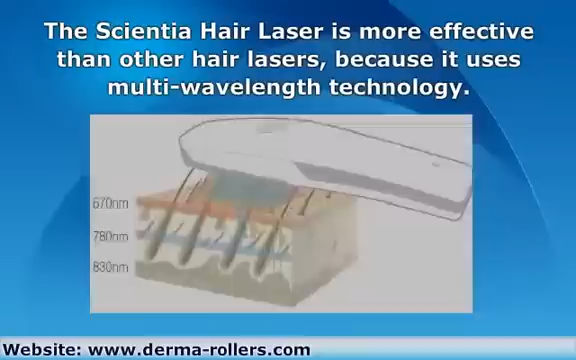 The Scientia Hair Laser is more effective
than other hair lasers, because it uses
multi-wavelength technology.
670nm
780nm
830nm
Website: www.derma-rollers.com